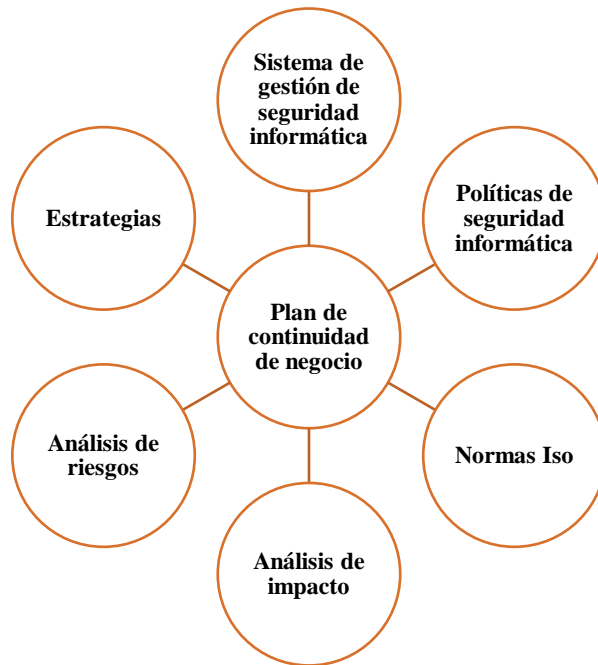 Sistema de
gestión de
seguridad
informática
Políticas de
seguridad
informática
Estrategias
Plan de
continuidad
de negocio
Análisis de
riesgos
Normas Iso
Análisis de
impacto